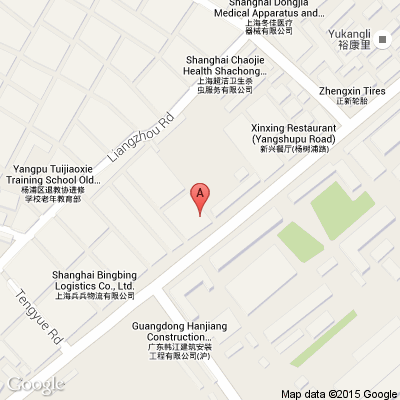 Shanghai Dongjia
Medical Apparatus and ...
上海冬佳医疗
器械有限公司
Yukangli
裕康里
Shanghai Chaojie
Health Shachong ...
上海超洁卫生杀
虫服务有限公司
Zhengxin Tires
正新轮胎
Liangzhou Rd
Xinxing Restaurant
(Yangshupu Road)
新兴餐厅(杨树浦路)
Yangpu Tuijiaoxie
Training School Old ...
杨浦区退教协进修
学校老年教育部
A
Shanghai Bingbing
Logistics Co., Ltd.
上海兵兵物流有限公司
Tengyue Rd
Guangdong Hanjiang
Construction ...
广东韩江建筑安装
工程有限公司(沪)
Google
Map data ©2015 Google